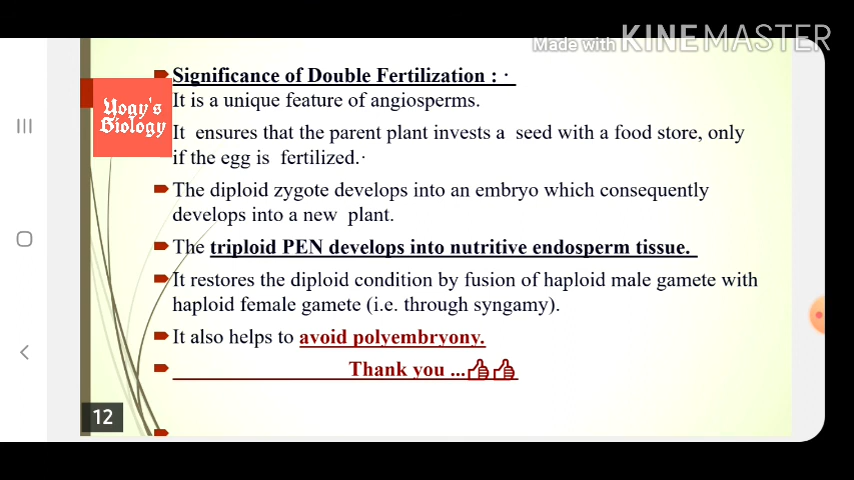 Made with KINEMASTER
Significance of Double Fertilization : ·
It is a unique feature of angiosperms.
Yogy's
Biology
It ensures that the parent plant invests a seed with a food store, only
if the egg is fertilized.·
The diploid zygote develops into an embryo which consequently
develops into a new plant.
The triploid PEN develops into nutritive endosperm tissue.
It restores the diploid condition by fusion of haploid male gamete with
haploid female gamete (i.e. through syngamy).
It also helps to avoid polyembryony.
Thank you ...👍👍
12